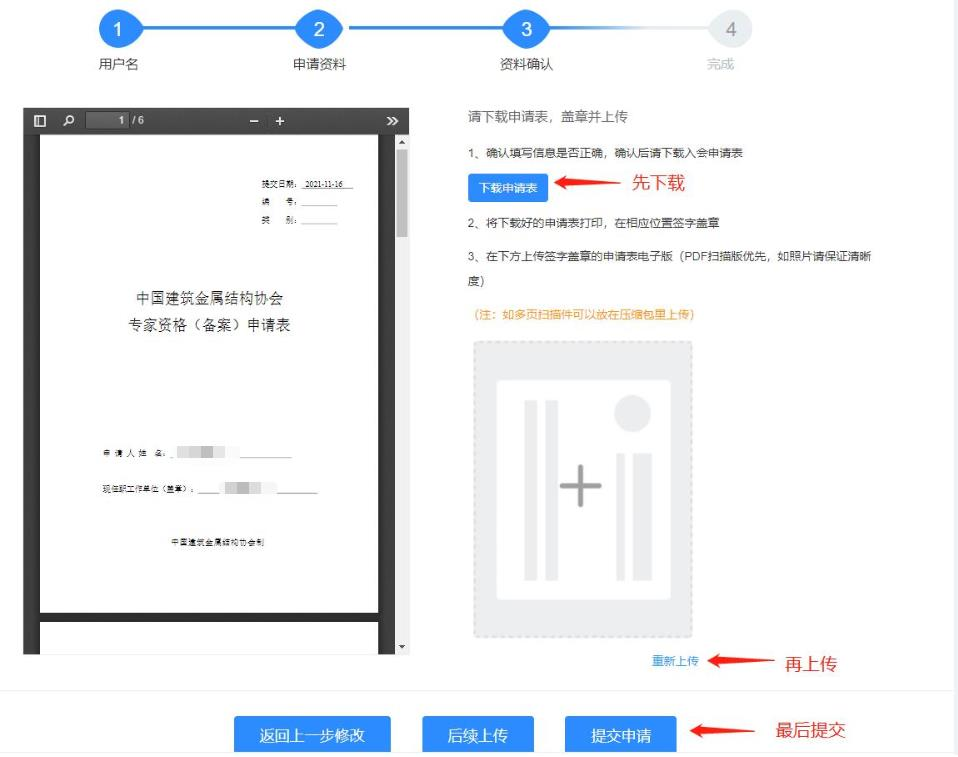 1
2
3
4
用户名
申请资料
资料确认
完成
1 / 6
提交日期： 2021-11-16
编 号：
类 别：
中国建筑金属结构协会
专家资格（备案）申请表
申 请 人 姓 名：
现任职工作单位（盖章）：
中国建筑金属结构协会制
请下载申请表，盖章并上传
1、确认填写信息是否正确，确认后请下载入会申请表
下载申请表
先下载
2、将下载好的申请表打印，在相应位置签字盖章
3、在下方上传签字盖章的申请表电子版（PDF扫描版优先，如照片请保证清晰
度）
（注：如多页扫描件可以放在压缩包里上传）
重新上传
再上传
返回上一步修改
后续上传
提交申请
最后提交